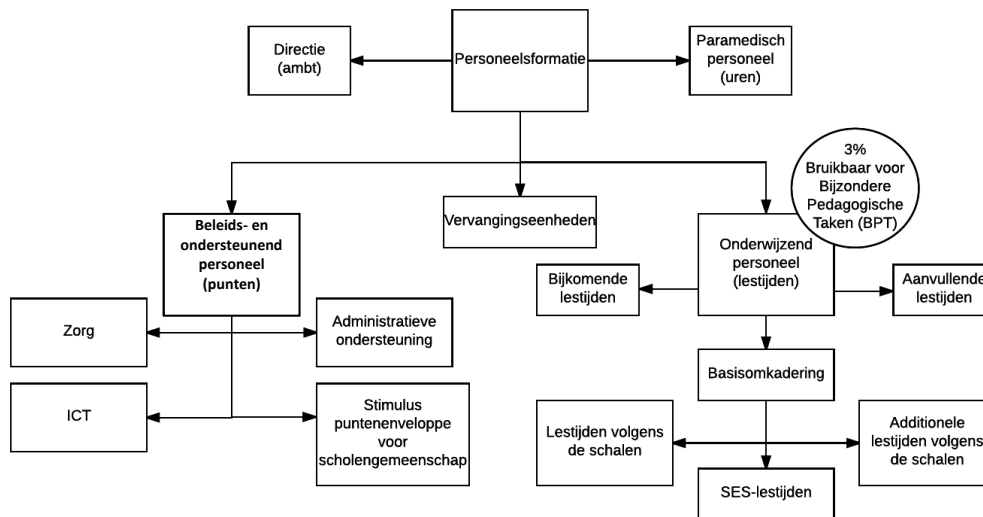 Directie
(ambt)
Personeelsformatie
Paramedisch
personeel
(uren)
3%
Bruikbaar voor
Bijzondere
Pedagogische
Taken (BPT)
Beleids- en
ondersteunend
personeel
(punten)
Vervangingseenheden
Onderwijzend
personeel
(lestijden)
Bijkomende
lestijden
Aanvullende
lestijden
Zorg
Administratieve
ondersteuning
Basisomkadering
ICT
Stimulus
puntenenveloppe
voor
scholengemeenschap
Lestijden volgens
de schalen
Additionele
lestijden volgens
de schalen
SES-lestijden